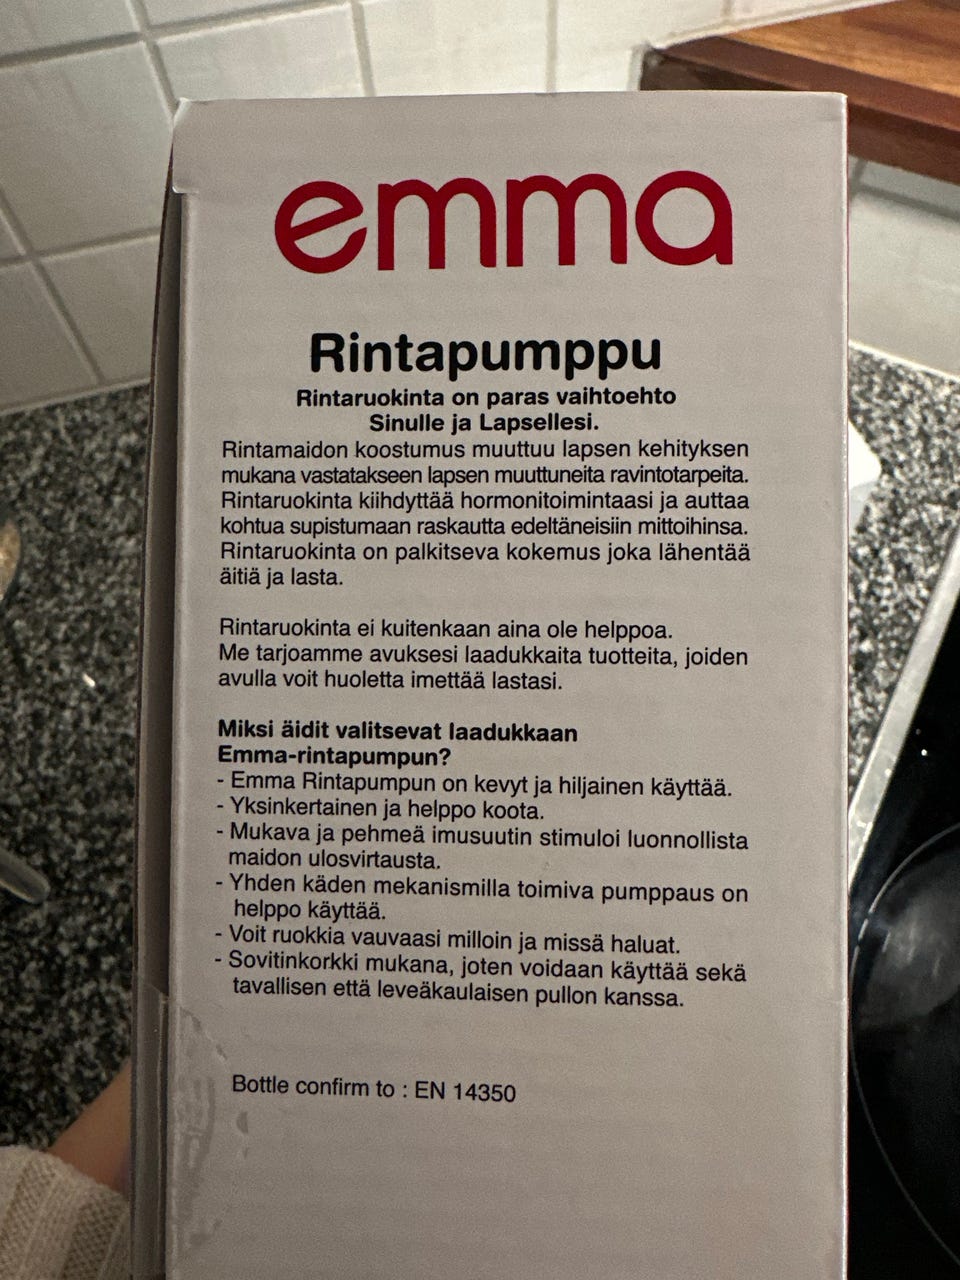 emma
Rintapumppu
Rintaruokinta on paras vaihtoehto
Sinulle ja Lapsellesi.
Rintamaidon koostumus muuttuu lapsen kehityksen
mukana vastatakseen lapsen muuttuneita ravintotarpeita.
Rintaruokinta kiihdyttää hormonitoimintaasi ja auttaa
kohtua supistumaan raskautta edeltäneisiin mittoihinsa.
Rintaruokinta on palkitseva kokemus joka lähentää
äitiä ja lasta.
Rintaruokinta ei kuitenkaan aina ole helppoa.
Me tarjoamme avuksesi laadukkaita tuotteita, joiden
avulla voit huoletta imettää lastasi.
Miksi äidit valitsevat laadukkaan
Emma-rintapumpun?
- Emma Rintapumpun on kevyt ja hiljainen käyttää.
- Yksinkertainen ja helppo koota.
- Mukava ja pehmeä imusuutin stimuloi luonnollista
maidon ulosvirtausta.
- Yhden käden mekanismilla toimiva pumppaus on
helppo käyttää.
- Voit ruokkia vauvaasi milloin ja missä haluat.
- Sovitinkorkki mukana, joten voidaan käyttää sekä
tavallisen että leveäkaulaisen pullon kanssa.
Bottle confirm to : EN 14350